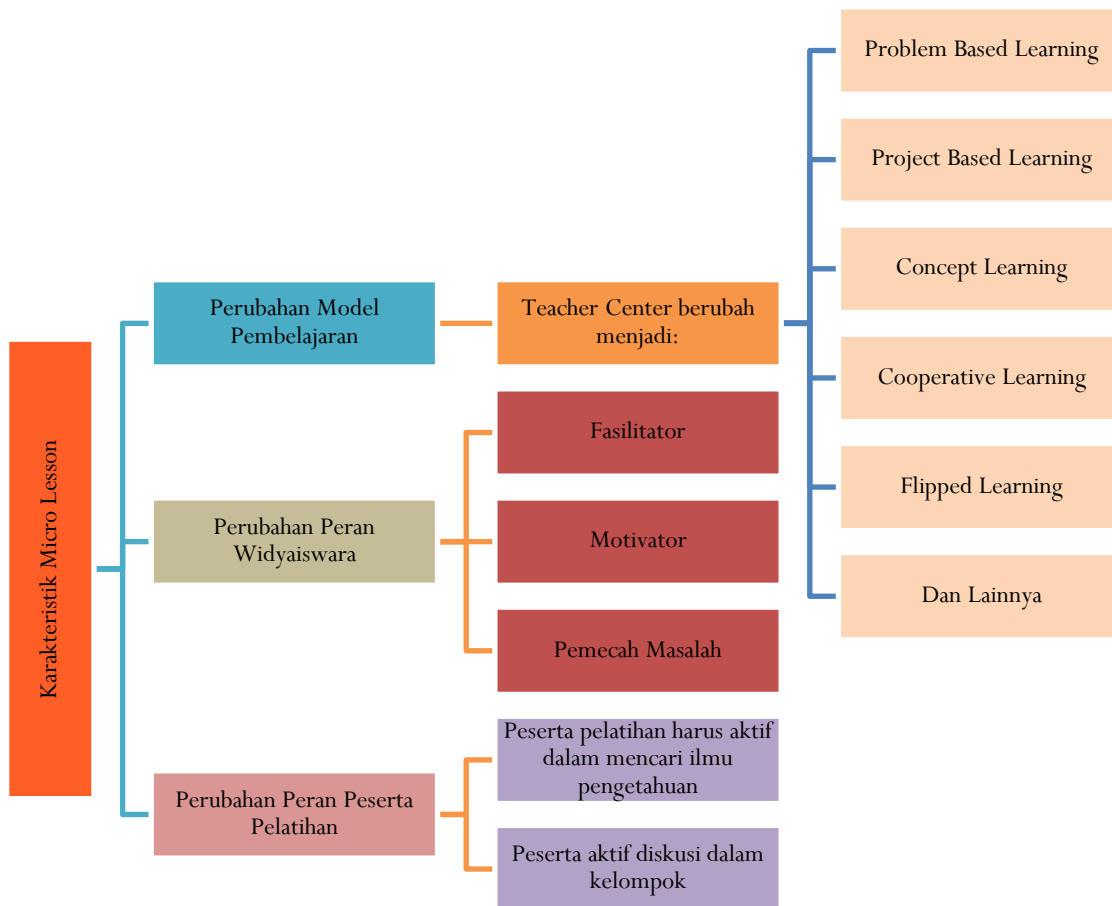 Karakteristik Micro Lesson
Perubahan Model
Pembelajaran
Teacher Center berubah
menjadi:
Problem Based Learning
Project Based Learning
Concept Learning
Cooperative Learning
Flipped Learning
Dan Lainnya
Perubahan Peran
Widyaiswara
Fasilitator
Motivator
Pemecah Masalah
Perubahan Peran Peserta
Pelatihan
Peserta pelatihan harus aktif
dalam mencari ilmu
pengetahuan
Peserta aktif diskusi dalam
kelompok